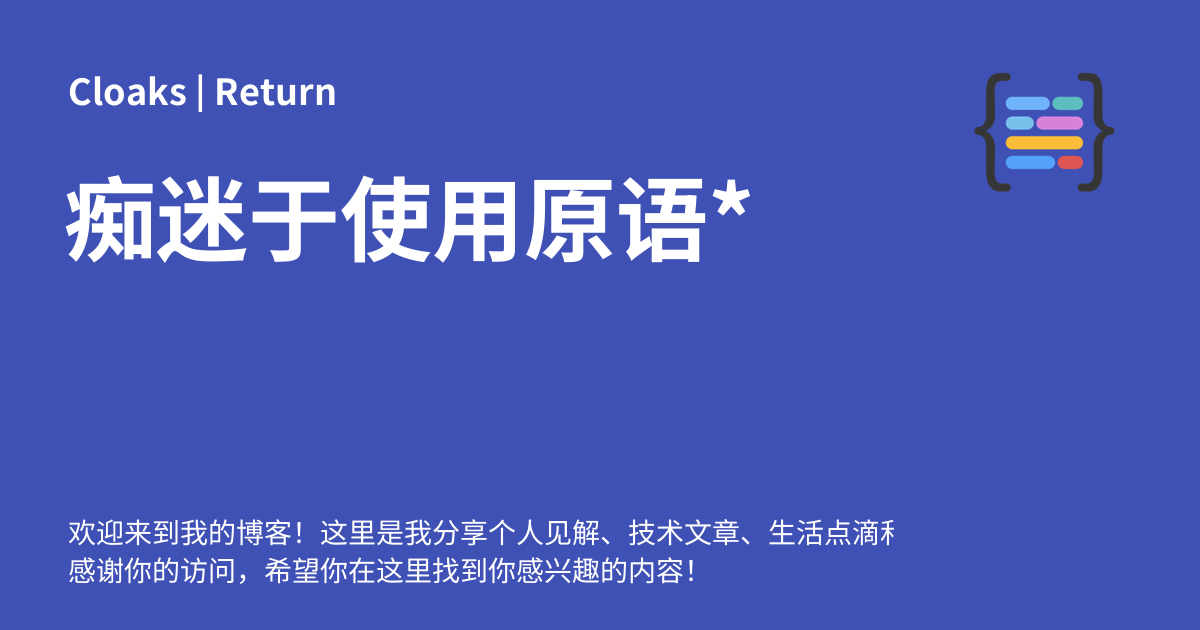 Cloaks | Return
痴迷于使用原语*
欢迎来到我的博客！这里是我分享个人见解、技术文章、生活点滴
感谢你的访问，希望你在这里找到你感兴趣的内容！